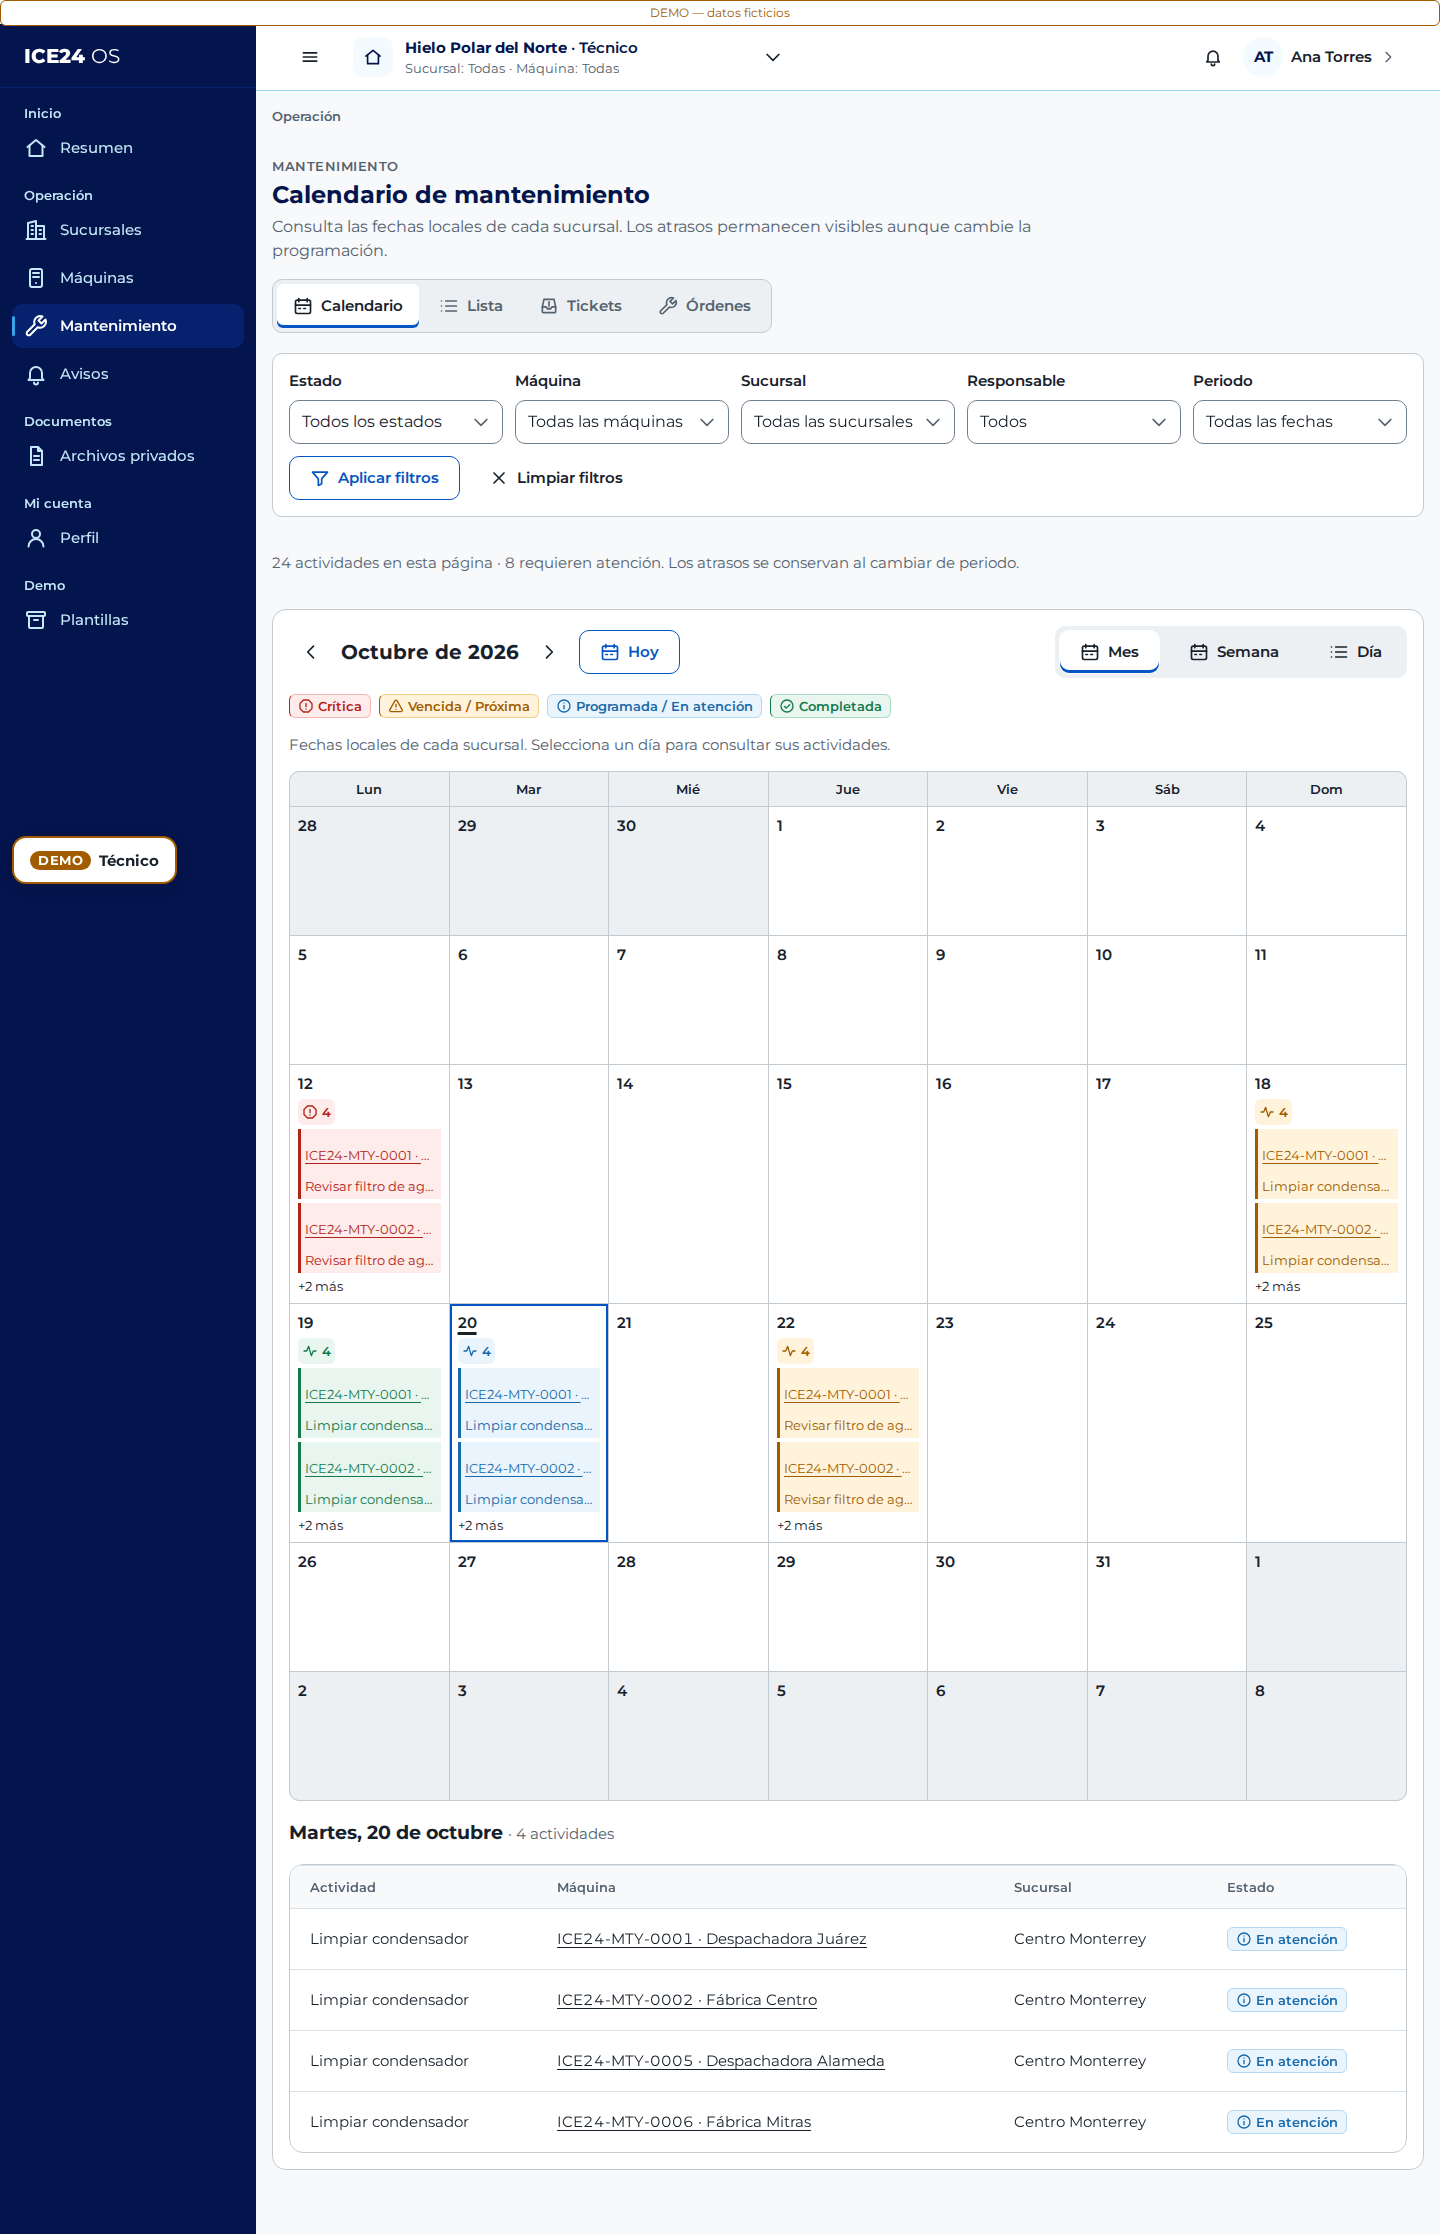 DEMO — datos ficticios
ICE24 OS
Inicio
Resumen
Operación
Sucursales
Máquinas
Mantenimiento
Avisos
Documentos
Archivos privados
Mi cuenta
Perfil
Demo
Plantillas
DEMO Técnico
Hielo Polar del Norte · Técnico
Sucursal: Todas · Máquina: Todas
AT Ana Torres
Operación
MANTENIMIENTO
Calendario de mantenimiento
Consulta las fechas locales de cada sucursal. Los atrasos permanecen visibles aunque cambie la
programación.
Calendario Lista Tickets Órdenes
Estado Máquina Sucursal Responsable Periodo
Todos los estados Todas las máquinas Todas las sucursales Todos Todas las fechas
Aplicar filtros Limpiar filtros
24 actividades en esta página · 8 requieren atención. Los atrasos se conservan al cambiar de periodo.
Octubre de 2026 Hoy Mes Semana Día
Crítica Vencida / Próxima Programada / En atención Completada
Fechas locales de cada sucursal. Selecciona un día para consultar sus actividades.
Lun Mar Mié Jue Vie Sáb Dom
28 29 30 1 2 3 4
5 6 7 8 9 10 11
12 13 14 15 16 17 18
4 4
ICE24-MTY-0001 · ... ICE24-MTY-0001 · ...
Revisar filtro de ag... Limpiar condensa...
ICE24-MTY-0002 · ... ICE24-MTY-0002 · ...
Revisar filtro de ag... Limpiar condensa...
+2 más +2 más
19 20 21 22 23 24 25
4 4 4
ICE24-MTY-0001 · ... ICE24-MTY-0001 · ... ICE24-MTY-0001 · ...
Limpiar condensa... Limpiar condensa... Revisar filtro de ag...
ICE24-MTY-0002 · ... ICE24-MTY-0002 · ... ICE24-MTY-0002 · ...
Limpiar condensa... Limpiar condensa... Revisar filtro de ag...
+2 más +2 más +2 más
26 27 28 29 30 31 1
2 3 4 5 6 7 8
Martes, 20 de octubre · 4 actividades
Actividad Máquina Sucursal Estado
Limpiar condensador ICE24-MTY-0001 · Despachadora Juárez Centro Monterrey En atención
Limpiar condensador ICE24-MTY-0002 · Fábrica Centro Centro Monterrey En atención
Limpiar condensador ICE24-MTY-0005 · Despachadora Alameda Centro Monterrey En atención
Limpiar condensador ICE24-MTY-0006 · Fábrica Mitras Centro Monterrey En atención